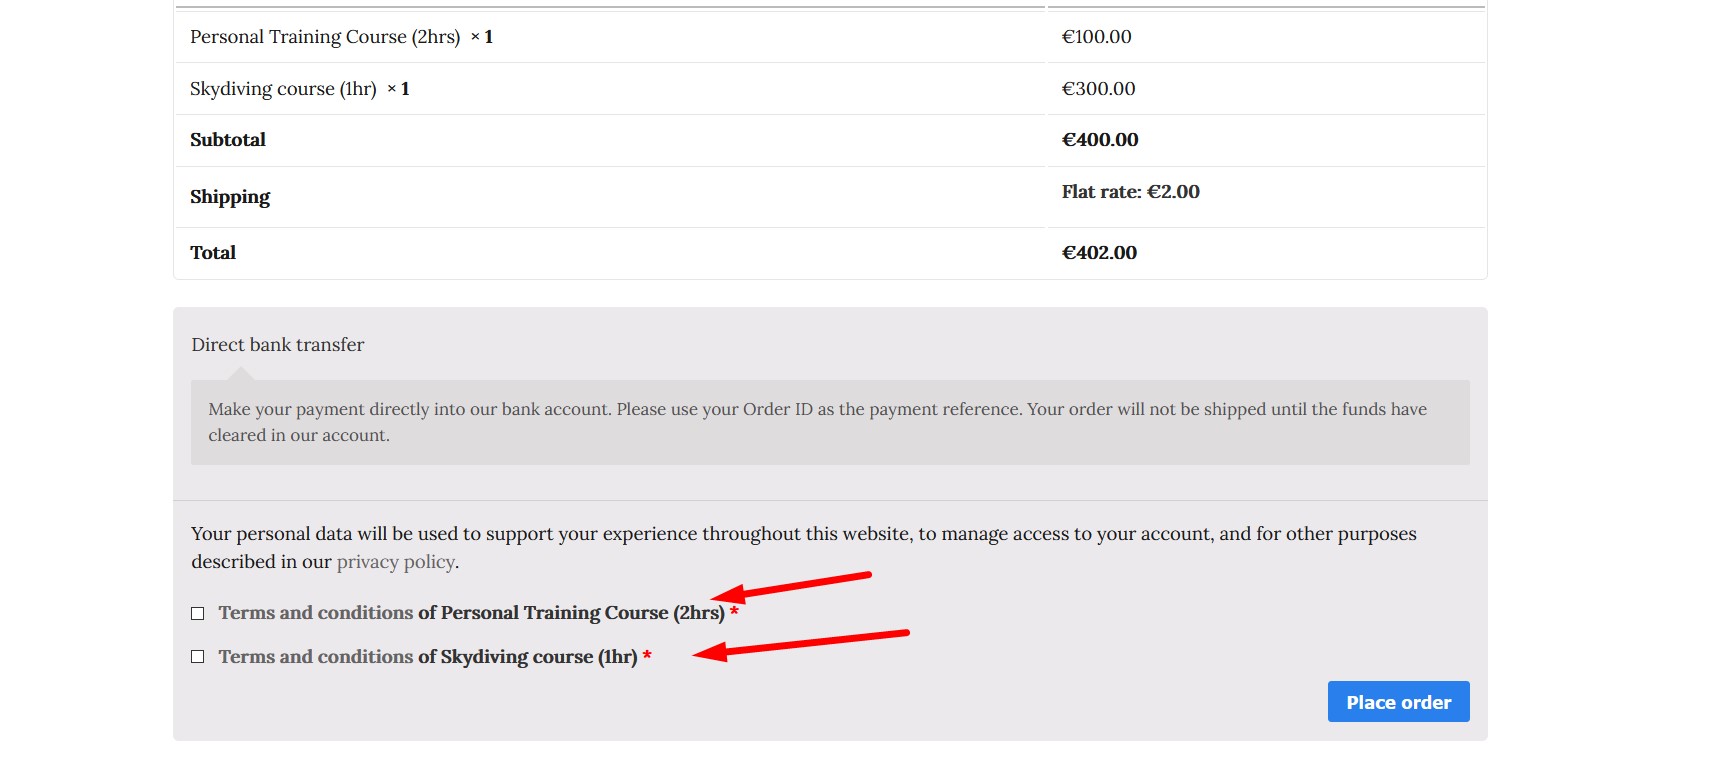 Personal Training Course (2hrs) × 1 €100.00
Skydiving course (1hr) × 1 €300.00
Subtotal €400.00
Shipping Flat rate: €2.00
Total €402.00
Direct bank transfer
Make your payment directly into our bank account. Please use your Order ID as the payment reference. Your order will not be shipped until the funds have
cleared in our account.
Your personal data will be used to support your experience throughout this website, to manage access to your account, and for other purposes
described in our privacy policy.
Terms and conditions of Personal Training Course (2hrs) *
Terms and conditions of Skydiving course (1hr) *
Place order